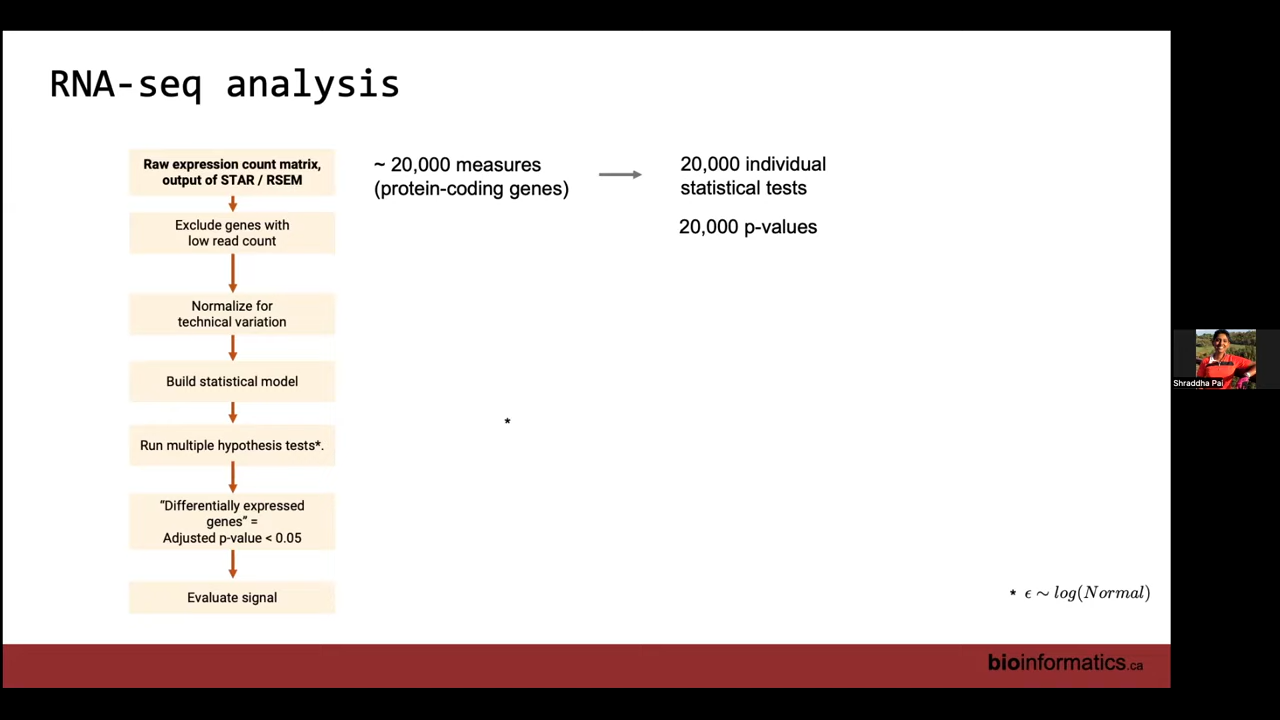 RNA-seq analysis
Raw expression count matrix,
output of STAR / RSEM
Exclude genes with
low read count
Normalize for
technical variation
Build statistical model
Run multiple hypothesis tests*.
“Differentially expressed
genes” =
Adjusted p-value < 0.05
Evaluate signal
~ 20,000 measures
(protein-coding genes)
20,000 individual
statistical tests
20,000 p-values
*
* ϵ ∼ log(Normal)
bioinformatics.ca
Shraddha Pai